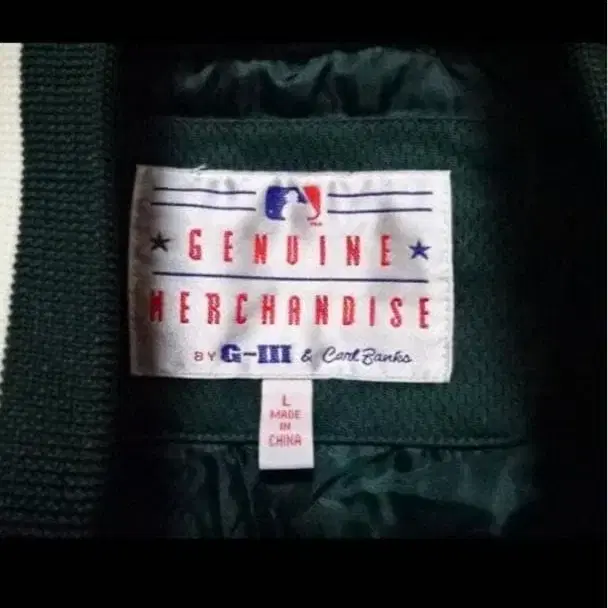 GENUINE
MERCHANDISE
BY G-III & Carl Banks
L
MADE
IN
CHINA